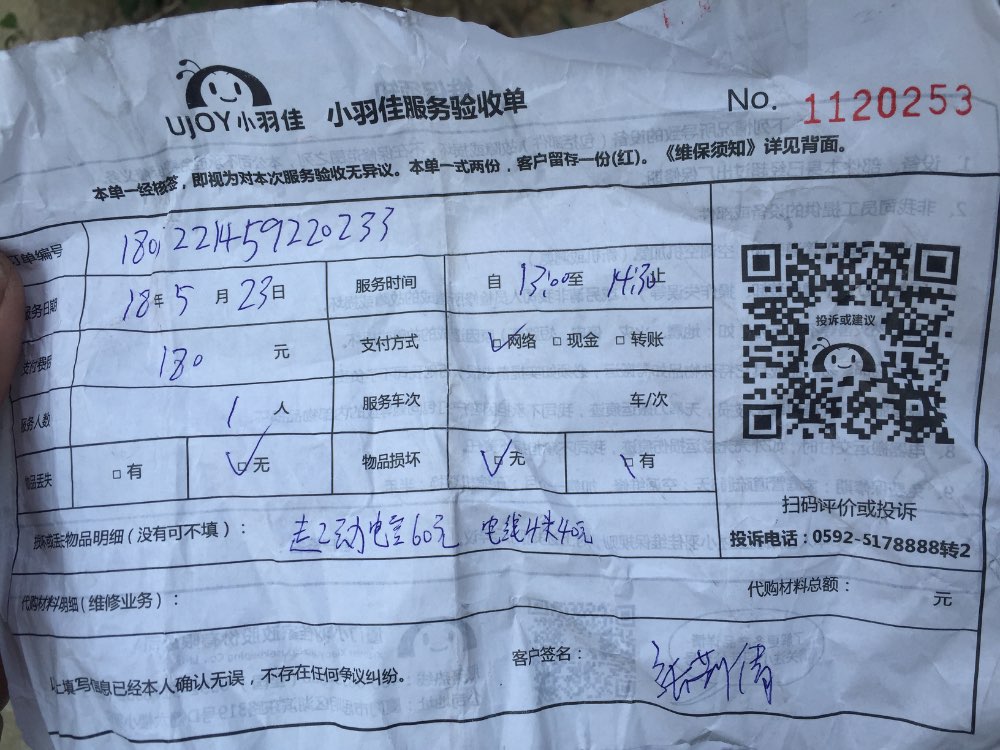 UJOY小羽佳 小羽佳服务验收单 No. 1120253
本单一经核签，即视为对本次服务验收无异议。本单一式两份，客户留存一份(红)。《维保须知》详见背面。
订单编号 1801221459220233
服务日期 18年5月23日 服务时间 自13:00至14:30止
支付费用 180 元 支付方式 □网络 □现金 □转账
服务人数 1 人 服务车次 车/次
物品丢失 □有 □无 物品损坏 □无 □有
投诉或建议
扫码评价或投诉
投诉电话：0592-5178888转2
物品明细(没有可不填)： 60元 电线4米40元
代购材料明细(维修业务)： 代购材料总额： 元
以上填写信息已经本人确认无误，不存在任何争议纠纷。 客户签名：